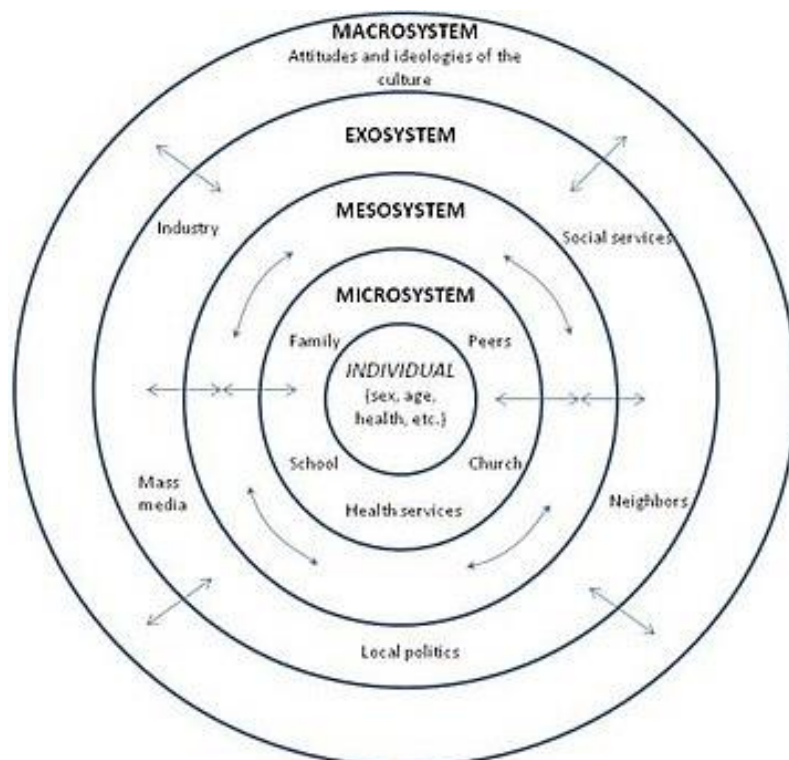 MACROSYSTEM
Attitudes and ideologies of the
culture
EXOSYSTEM
MESOSYSTEM
Industry
Social services
MICROSYSTEM
Family
Peers
INDIVIDUAL
{sex, age,
health, etc.}
School
Church
Mass
media
Health services
Neighbors
Local politics